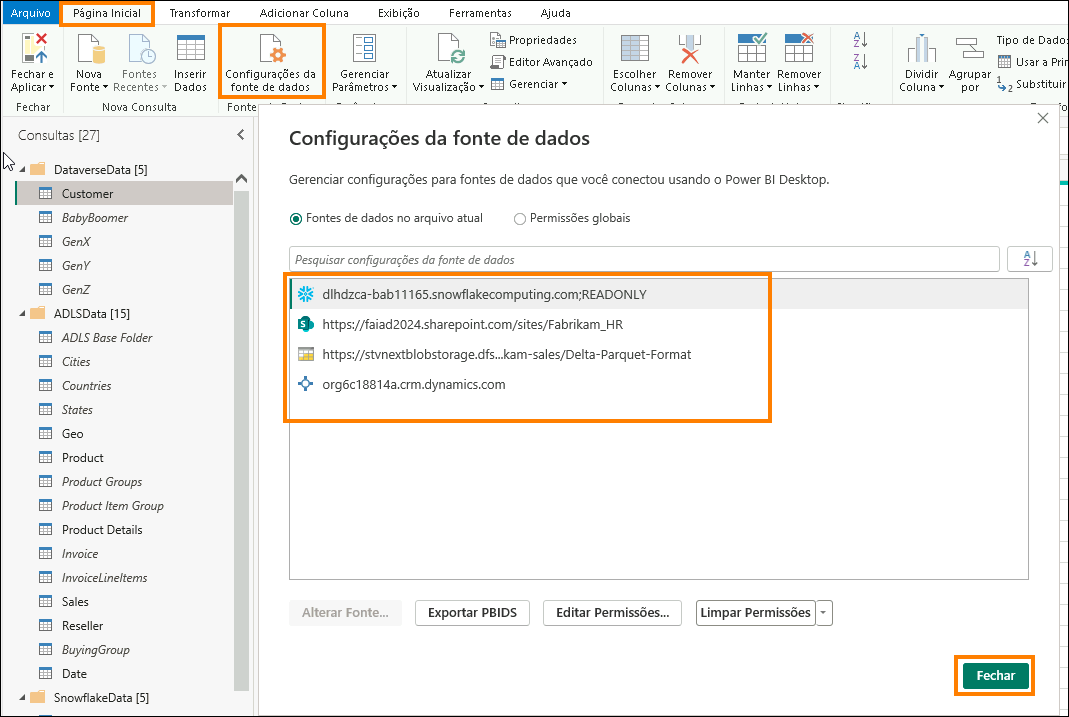 Arquivo Página Inicial Transformar Adicionar Coluna Exibição Ferramentas Ajuda
Fechar e Aplicar
Nova Fonte
Fontes Recentes
Inserir Dados
Configurações da fonte de dados
Gerenciar Parâmetros
Atualizar Visualização
Propriedades
Editor Avançado
Gerenciar
Escolher Colunas
Remover Colunas
Manter Linhas
Remover Linhas
Dividir Coluna
Agrupar por
Tipo de Dados
Usar a Prim
Substituir
Fechar
Nova Consulta
Consultas [27]
DataverseData [5]
Customer
BabyBoomer
GenX
GenY
GenZ
ADLSData [15]
ADLS Base Folder
Cities
Countries
States
Geo
Product
Product Groups
Product Item Group
Product Details
Invoice
InvoiceLineItems
Sales
Reseller
BuyingGroup
Date
SnowflakeData [5]
Configurações da fonte de dados
Gerenciar configurações para fontes de dados que você conectou usando o Power BI Desktop.
Fontes de dados no arquivo atual Permissões globais
Pesquisar configurações da fonte de dados
dlhdzca-bab11165.snowflakecomputing.com;READONLY
https://faiad2024.sharepoint.com/sites/Fabrikam_HR
https://stvnextblobstorage.dfs...kam-sales/Delta-Parquet-Format
org6c18814a.crm.dynamics.com
Alterar Fonte... Exportar PBIDS Editar Permissões... Limpar Permissões
Fechar